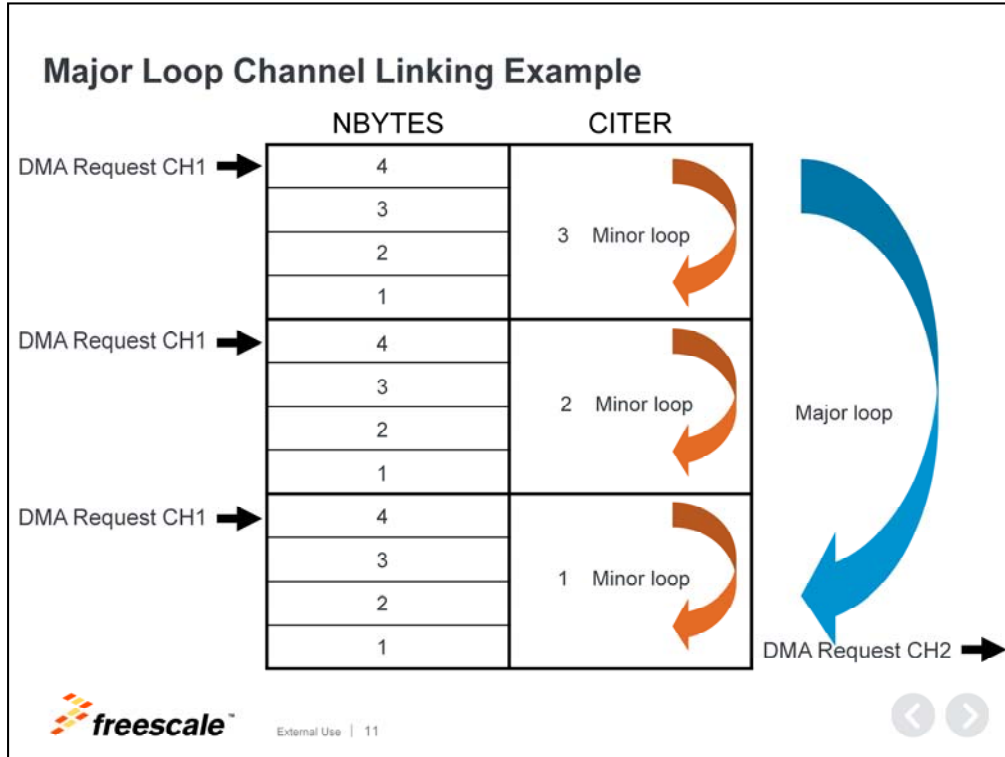 Major Loop Channel Linking Example
NBYTES
CITER
DMA Request CH1
4
3
2
1
3 Minor loop
DMA Request CH1
4
3
2
1
2 Minor loop
Major loop
DMA Request CH1
4
3
2
1
1 Minor loop
DMA Request CH2
freescale™
External Use | 11